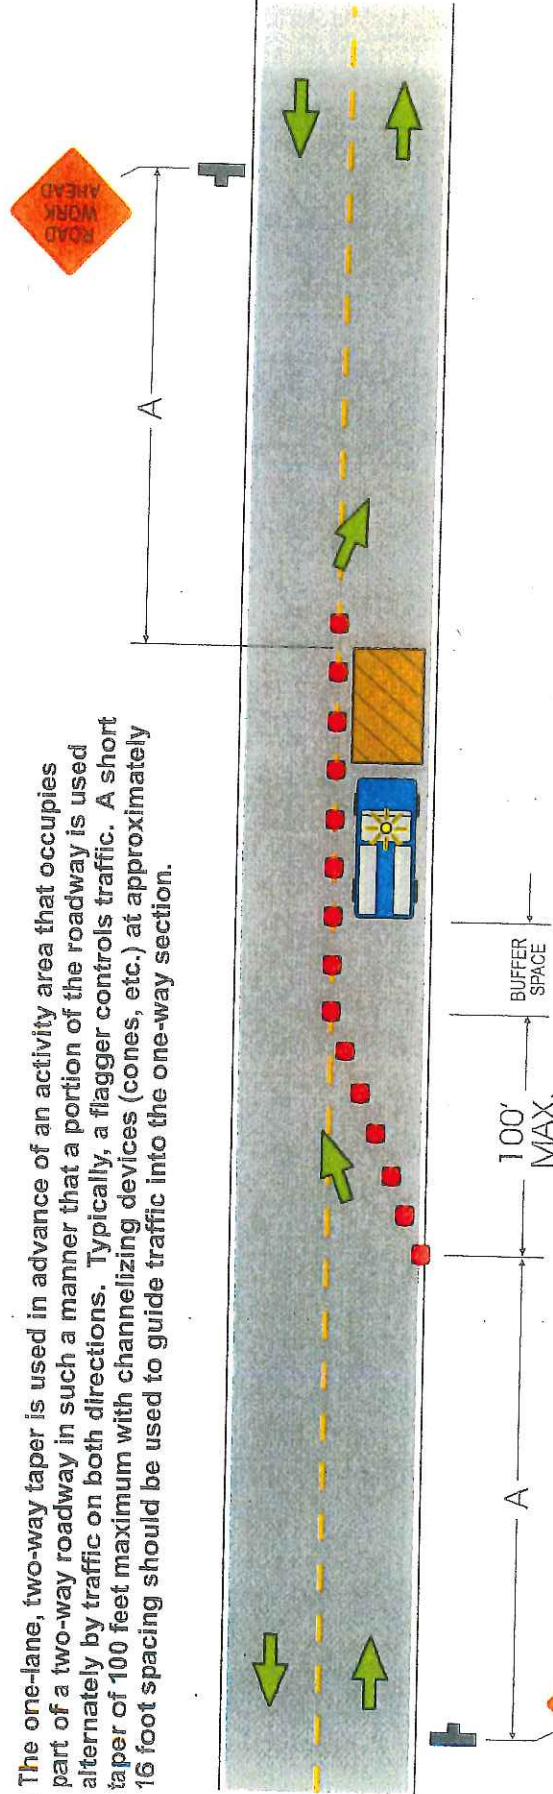 The one-lane, two-way taper is used in advance of an activity area that occupies
part of a two-way roadway in such a manner that a portion of the roadway is used
alternately by traffic on both directions. Typically, a flagger controls traffic. A short
taper of 100 feet maximum with channelizing devices (cones, etc.) at approximately
16 foot spacing should be used to guide traffic into the one-way section.
ROAD
WORK
AHEAD
A
BUFFER
SPACE
100'
MAX.
A